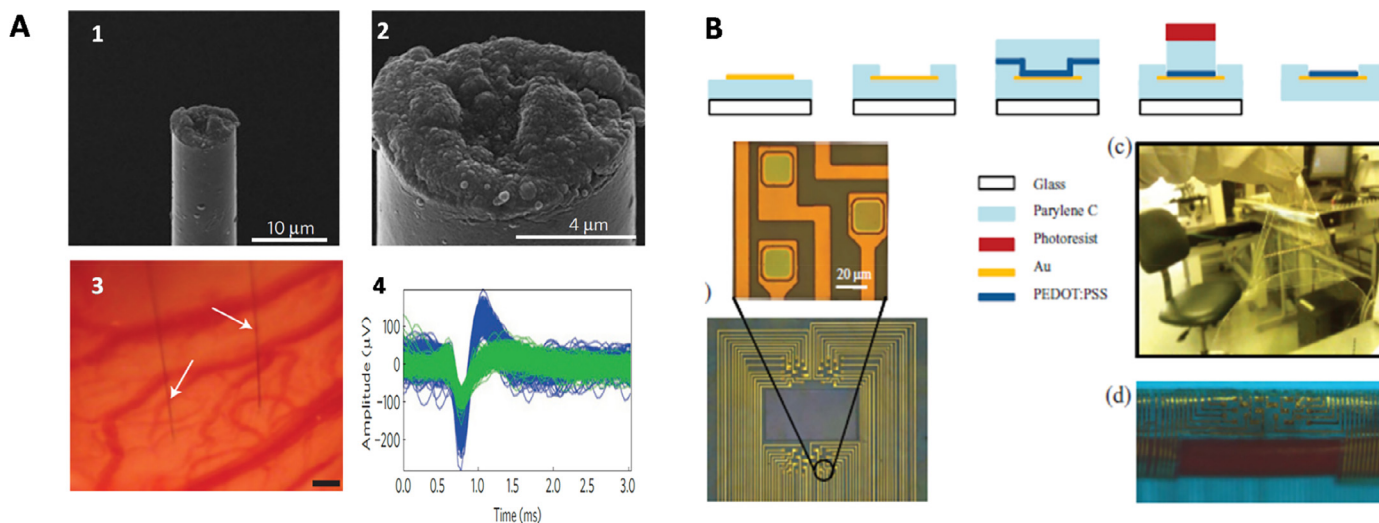 A
1
10 µm
2
4 µm
3
4
Amplitude (µV)
100
0
-100
-200
0.0 0.5 1.0 1.5 2.0 2.5 3.0
Time (ms)
B
20 µm
)
Glass
Parylene C
Photoresist
Au
PEDOT:PSS
(c)
(d)